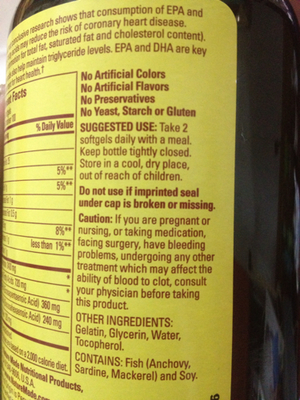 research shows that consumption of EPA and
may reduce the risk of coronary heart disease.
for total fat, saturated fat and cholesterol content).
help maintain triglyceride levels. EPA and DHA are key
heart health.†
Facts
% Daily Value
5%**
5%**
8%**
less than 1%**
*
*
Acid) 360 mg
Acid) 240 mg
based on a 2,000 calorie diet.
Nutritional Products,
U.S.A.
No Artificial Colors
No Artificial Flavors
No Preservatives
No Yeast, Starch or Gluten
SUGGESTED USE: Take 2
softgels daily with a meal.
Keep bottle tightly closed.
Store in a cool, dry place,
out of reach of children.
Do not use if imprinted seal
under cap is broken or missing.
Caution: If you are pregnant or
nursing, or taking medication,
facing surgery, have bleeding
problems, undergoing any other
treatment which may affect the
ability of blood to clot, consult
your physician before taking
this product.
OTHER INGREDIENTS:
Gelatin, Glycerin, Water,
Tocopherol.
CONTAINS: Fish (Anchovy,
Sardine, Mackerel) and Soy.